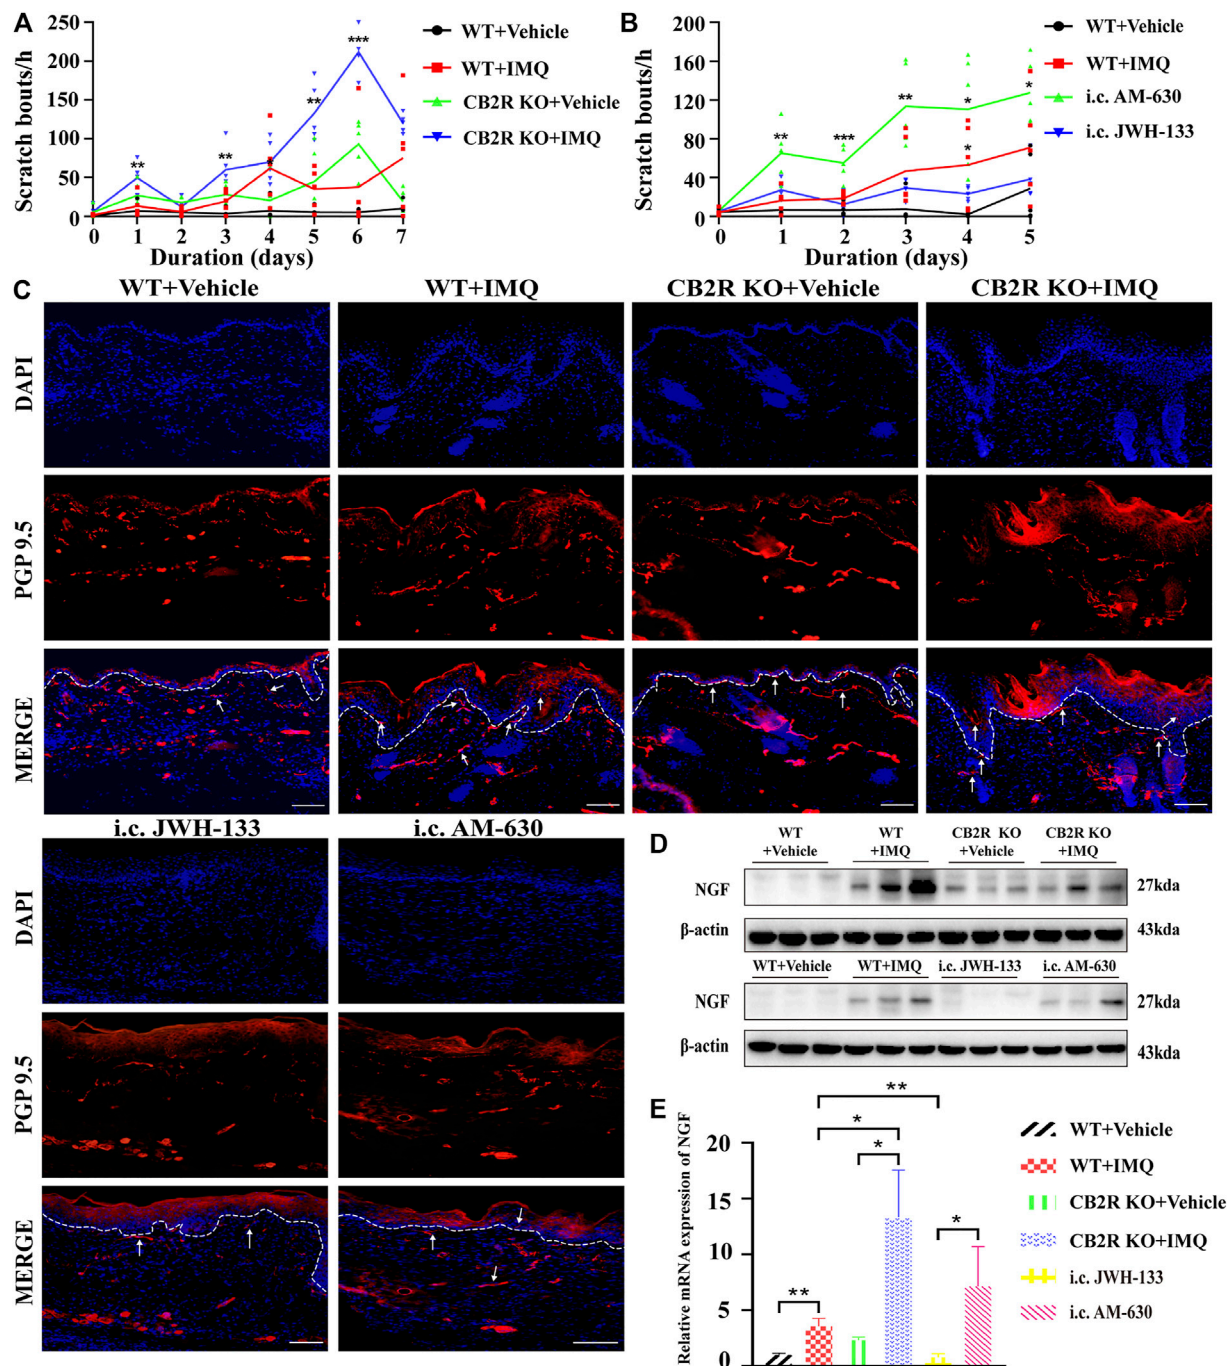 A
Scratch bouts/h
250
200
150
100
50
0
0 1 2 3 4 5 6 7
Duration (days)
** ** ** ***
WT+Vehicle
WT+IMQ
CB2R KO+Vehicle
CB2R KO+IMQ
B
Scratch bouts/h
200
160
120
80
40
0
0 1 2 3 4 5
Duration (days)
** *** ** * * *
WT+Vehicle
WT+IMQ
i.c. AM-630
i.c. JWH-133
C
WT+Vehicle WT+IMQ CB2R KO+Vehicle CB2R KO+IMQ
DAPI
PGP 9.5
MERGE
i.c. JWH-133 i.c. AM-630
DAPI
PGP 9.5
MERGE
D
WT WT CB2R KO CB2R KO
+Vehicle +IMQ +Vehicle +IMQ
NGF 27kda
β-actin 43kda
WT+Vehicle WT+IMQ i.c. JWH-133 i.c. AM-630
NGF 27kda
β-actin 43kda
E
Relative mRNA expression of NGF
20
15
10
5
0
**
*
*
*
**
WT+Vehicle
WT+IMQ
CB2R KO+Vehicle
CB2R KO+IMQ
i.c. JWH-133
i.c. AM-630